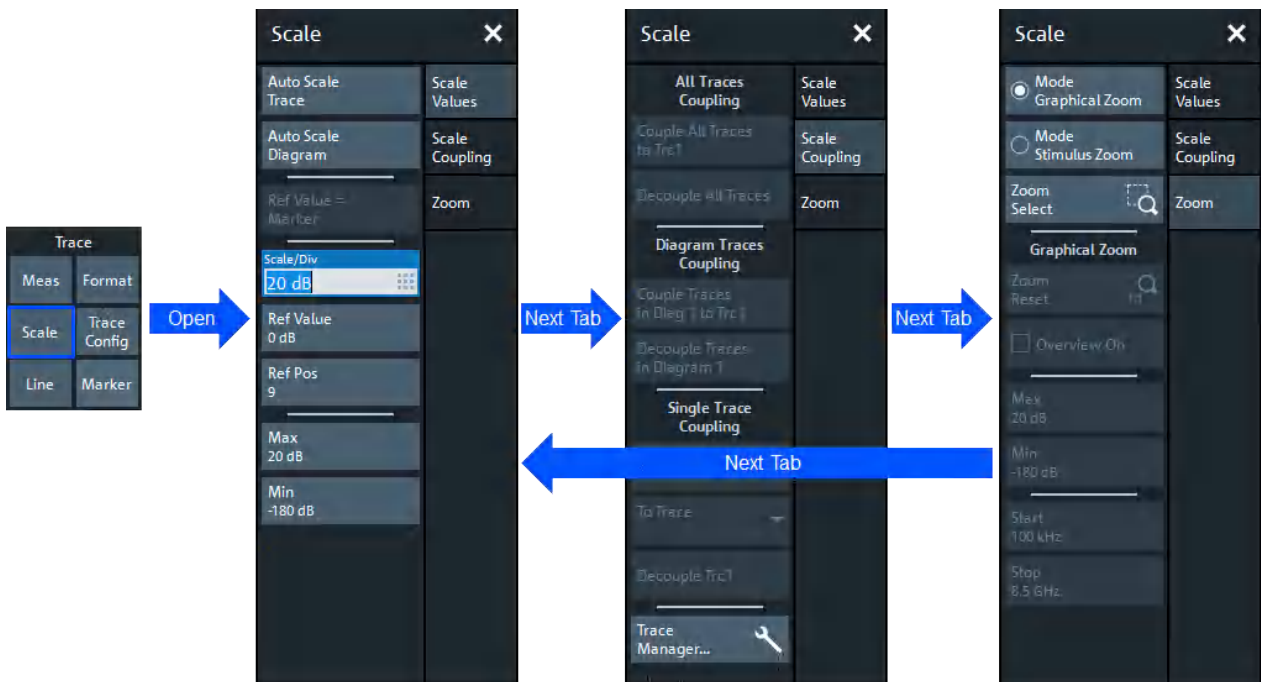 Trace
Meas
Format
Scale
Trace
Config
Line
Marker
Open
Scale
Auto Scale
Trace
Auto Scale
Diagram
Ref Value =
Marker
Scale/Div
20 dB
Ref Value
0 dB
Ref Pos
9
Max
20 dB
Min
-180 dB
Scale
Values
Scale
Coupling
Zoom
Next Tab
Scale
All Traces
Coupling
Couple All Traces
to Trc1
Decouple All Traces
Diagram Traces
Coupling
Couple Traces
in Diag 1 to Trc1
Decouple Traces
in Diagram 1
Single Trace
Coupling
Next Tab
To Trace
Decouple Trc1
Trace
Manager...
Scale
Values
Scale
Coupling
Zoom
Next Tab
Scale
Mode
Graphical Zoom
Mode
Stimulus Zoom
Zoom
Select
Graphical Zoom
Zoom
Reset
1:1
Overview On
Max
20 dB
Min
-180 dB
Start
100 kHz
Stop
8.5 GHz
Scale
Values
Scale
Coupling
Zoom